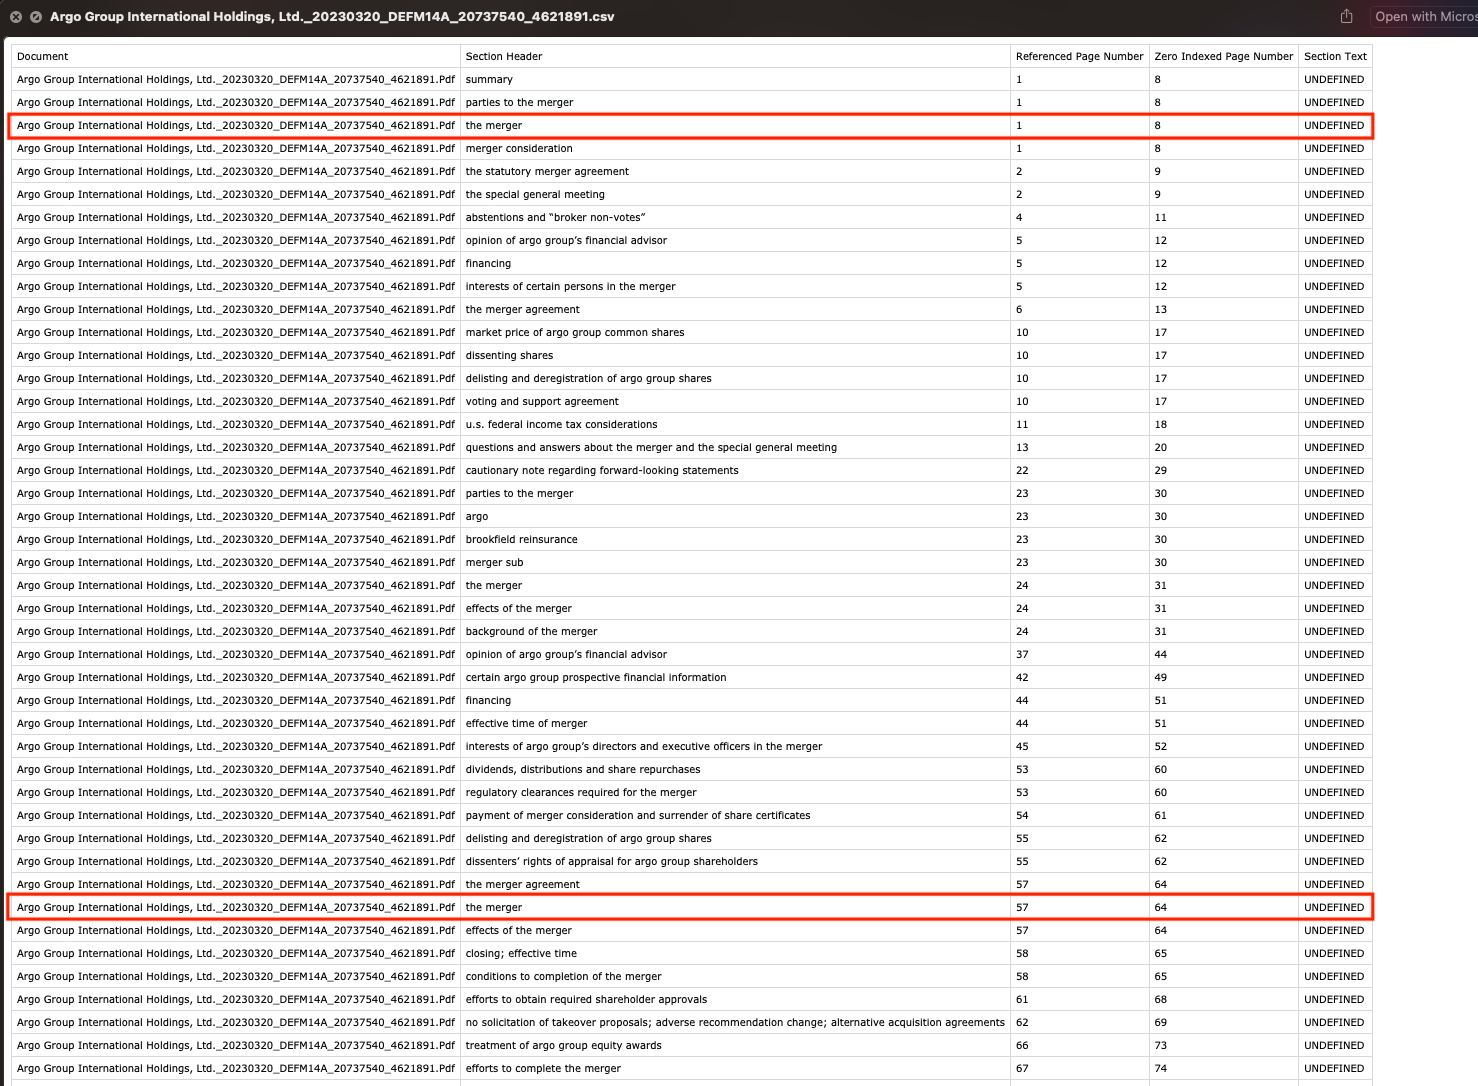 Argo Group International Holdings, Ltd._20230320_DEFM14A_20737540_4621891.csv Open with Micros
Document Section Header Referenced Page Number Zero Indexed Page Number Section Text
Argo Group International Holdings, Ltd._20230320_DEFM14A_20737540_4621891.Pdf summary 1 8 UNDEFINED
Argo Group International Holdings, Ltd._20230320_DEFM14A_20737540_4621891.Pdf parties to the merger 1 8 UNDEFINED
Argo Group International Holdings, Ltd._20230320_DEFM14A_20737540_4621891.Pdf the merger 1 8 UNDEFINED
Argo Group International Holdings, Ltd._20230320_DEFM14A_20737540_4621891.Pdf merger consideration 1 8 UNDEFINED
Argo Group International Holdings, Ltd._20230320_DEFM14A_20737540_4621891.Pdf the statutory merger agreement 2 9 UNDEFINED
Argo Group International Holdings, Ltd._20230320_DEFM14A_20737540_4621891.Pdf the special general meeting 2 9 UNDEFINED
Argo Group International Holdings, Ltd._20230320_DEFM14A_20737540_4621891.Pdf abstentions and “broker non-votes” 4 11 UNDEFINED
Argo Group International Holdings, Ltd._20230320_DEFM14A_20737540_4621891.Pdf opinion of argo group’s financial advisor 5 12 UNDEFINED
Argo Group International Holdings, Ltd._20230320_DEFM14A_20737540_4621891.Pdf financing 5 12 UNDEFINED
Argo Group International Holdings, Ltd._20230320_DEFM14A_20737540_4621891.Pdf interests of certain persons in the merger 5 12 UNDEFINED
Argo Group International Holdings, Ltd._20230320_DEFM14A_20737540_4621891.Pdf the merger agreement 6 13 UNDEFINED
Argo Group International Holdings, Ltd._20230320_DEFM14A_20737540_4621891.Pdf market price of argo group common shares 10 17 UNDEFINED
Argo Group International Holdings, Ltd._20230320_DEFM14A_20737540_4621891.Pdf dissenting shares 10 17 UNDEFINED
Argo Group International Holdings, Ltd._20230320_DEFM14A_20737540_4621891.Pdf delisting and deregistration of argo group shares 10 17 UNDEFINED
Argo Group International Holdings, Ltd._20230320_DEFM14A_20737540_4621891.Pdf voting and support agreement 10 17 UNDEFINED
Argo Group International Holdings, Ltd._20230320_DEFM14A_20737540_4621891.Pdf u.s. federal income tax considerations 11 18 UNDEFINED
Argo Group International Holdings, Ltd._20230320_DEFM14A_20737540_4621891.Pdf questions and answers about the merger and the special general meeting 13 20 UNDEFINED
Argo Group International Holdings, Ltd._20230320_DEFM14A_20737540_4621891.Pdf cautionary note regarding forward-looking statements 22 29 UNDEFINED
Argo Group International Holdings, Ltd._20230320_DEFM14A_20737540_4621891.Pdf parties to the merger 23 30 UNDEFINED
Argo Group International Holdings, Ltd._20230320_DEFM14A_20737540_4621891.Pdf argo 23 30 UNDEFINED
Argo Group International Holdings, Ltd._20230320_DEFM14A_20737540_4621891.Pdf brookfield reinsurance 23 30 UNDEFINED
Argo Group International Holdings, Ltd._20230320_DEFM14A_20737540_4621891.Pdf merger sub 23 30 UNDEFINED
Argo Group International Holdings, Ltd._20230320_DEFM14A_20737540_4621891.Pdf the merger 24 31 UNDEFINED
Argo Group International Holdings, Ltd._20230320_DEFM14A_20737540_4621891.Pdf effects of the merger 24 31 UNDEFINED
Argo Group International Holdings, Ltd._20230320_DEFM14A_20737540_4621891.Pdf background of the merger 24 31 UNDEFINED
Argo Group International Holdings, Ltd._20230320_DEFM14A_20737540_4621891.Pdf opinion of argo group’s financial advisor 37 44 UNDEFINED
Argo Group International Holdings, Ltd._20230320_DEFM14A_20737540_4621891.Pdf certain argo group prospective financial information 42 49 UNDEFINED
Argo Group International Holdings, Ltd._20230320_DEFM14A_20737540_4621891.Pdf financing 44 51 UNDEFINED
Argo Group International Holdings, Ltd._20230320_DEFM14A_20737540_4621891.Pdf effective time of merger 44 51 UNDEFINED
Argo Group International Holdings, Ltd._20230320_DEFM14A_20737540_4621891.Pdf interests of argo group’s directors and executive officers in the merger 45 52 UNDEFINED
Argo Group International Holdings, Ltd._20230320_DEFM14A_20737540_4621891.Pdf dividends, distributions and share repurchases 53 60 UNDEFINED
Argo Group International Holdings, Ltd._20230320_DEFM14A_20737540_4621891.Pdf regulatory clearances required for the merger 53 60 UNDEFINED
Argo Group International Holdings, Ltd._20230320_DEFM14A_20737540_4621891.Pdf payment of merger consideration and surrender of share certificates 54 61 UNDEFINED
Argo Group International Holdings, Ltd._20230320_DEFM14A_20737540_4621891.Pdf delisting and deregistration of argo group shares 55 62 UNDEFINED
Argo Group International Holdings, Ltd._20230320_DEFM14A_20737540_4621891.Pdf dissenters’ rights of appraisal for argo group shareholders 55 62 UNDEFINED
Argo Group International Holdings, Ltd._20230320_DEFM14A_20737540_4621891.Pdf the merger agreement 57 64 UNDEFINED
Argo Group International Holdings, Ltd._20230320_DEFM14A_20737540_4621891.Pdf the merger 57 64 UNDEFINED
Argo Group International Holdings, Ltd._20230320_DEFM14A_20737540_4621891.Pdf effects of the merger 57 64 UNDEFINED
Argo Group International Holdings, Ltd._20230320_DEFM14A_20737540_4621891.Pdf closing; effective time 58 65 UNDEFINED
Argo Group International Holdings, Ltd._20230320_DEFM14A_20737540_4621891.Pdf conditions to completion of the merger 58 65 UNDEFINED
Argo Group International Holdings, Ltd._20230320_DEFM14A_20737540_4621891.Pdf efforts to obtain required shareholder approvals 61 68 UNDEFINED
Argo Group International Holdings, Ltd._20230320_DEFM14A_20737540_4621891.Pdf no solicitation of takeover proposals; adverse recommendation change; alternative acquisition agreements 62 69 UNDEFINED
Argo Group International Holdings, Ltd._20230320_DEFM14A_20737540_4621891.Pdf treatment of argo group equity awards 66 73 UNDEFINED
Argo Group International Holdings, Ltd._20230320_DEFM14A_20737540_4621891.Pdf efforts to complete the merger 67 74 UNDEFINED